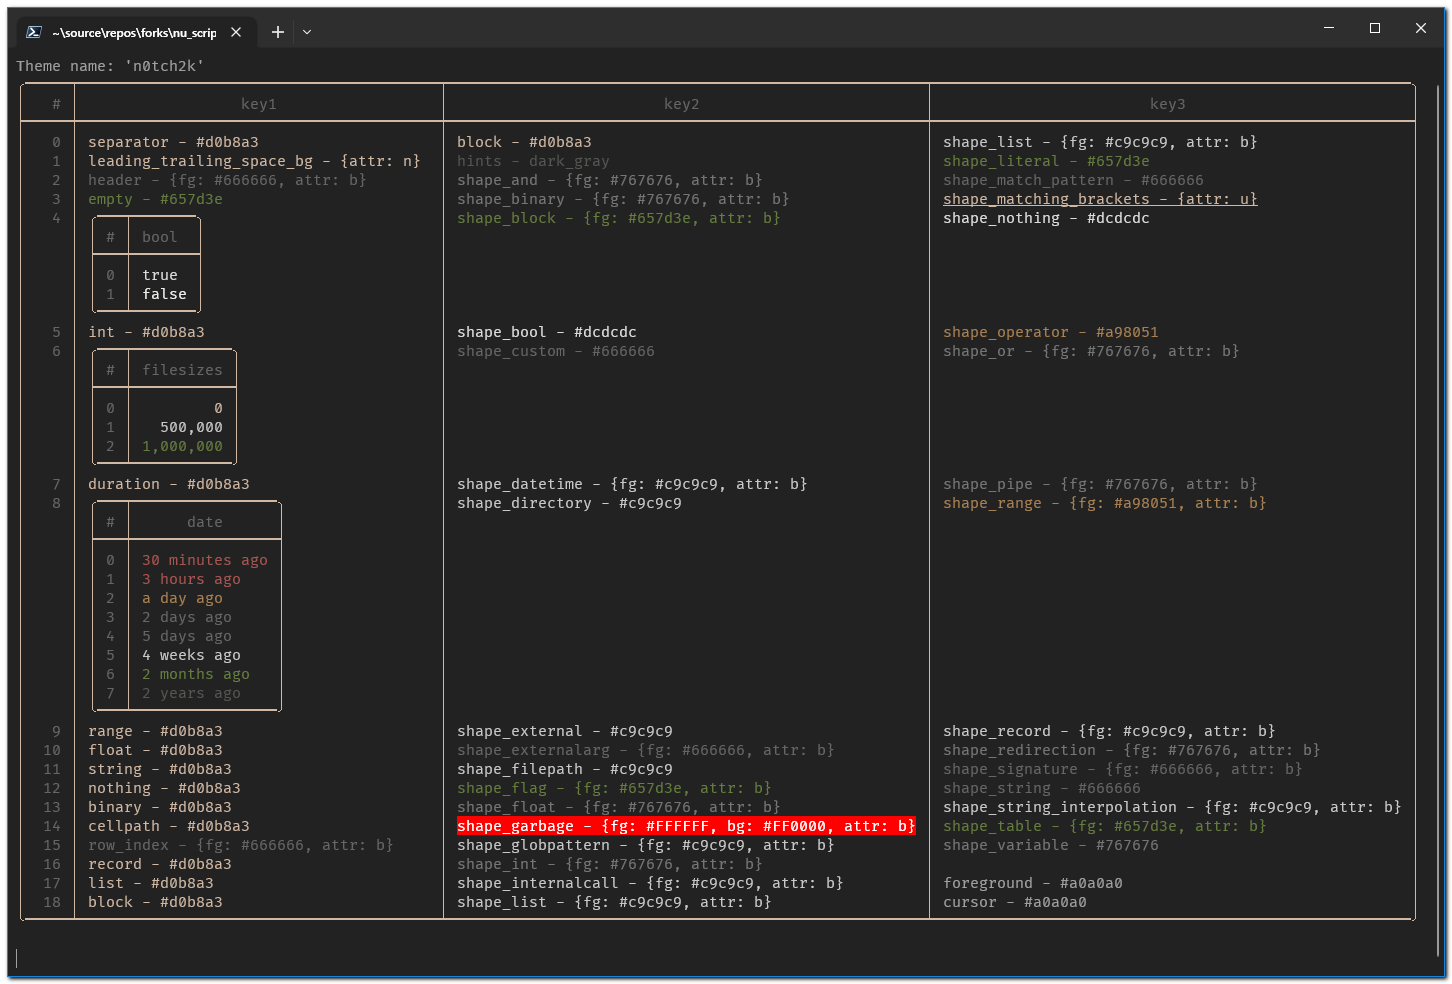 ~\source\repos\forks\nu_scrip
Theme name: 'n0tch2k'
# key1 key2 key3
0 separator - #d0b8a3 block - #d0b8a3 shape_list - {fg: #c9c9c9, attr: b}
1 leading_trailing_space_bg - {attr: n} hints - dark_gray shape_literal - #657d3e
2 header - {fg: #666666, attr: b} shape_and - {fg: #767676, attr: b} shape_match_pattern - #666666
3 empty - #657d3e shape_binary - {fg: #767676, attr: b} shape_matching_brackets - {attr: u}
4 shape_block - {fg: #657d3e, attr: b} shape_nothing - #dcdcdc
# bool
0 true
1 false
5 int - #d0b8a3 shape_bool - #dcdcdc shape_operator - #a98051
6 shape_custom - #666666 shape_or - {fg: #767676, attr: b}
# filesizes
0 0
1 500,000
2 1,000,000
7 duration - #d0b8a3 shape_datetime - {fg: #c9c9c9, attr: b} shape_pipe - {fg: #767676, attr: b}
8 shape_directory - #c9c9c9 shape_range - {fg: #a98051, attr: b}
# date
0 30 minutes ago
1 3 hours ago
2 a day ago
3 2 days ago
4 5 days ago
5 4 weeks ago
6 2 months ago
7 2 years ago
9 range - #d0b8a3 shape_external - #c9c9c9 shape_record - {fg: #c9c9c9, attr: b}
10 float - #d0b8a3 shape_externalarg - {fg: #666666, attr: b} shape_redirection - {fg: #767676, attr: b}
11 string - #d0b8a3 shape_filepath - #c9c9c9 shape_signature - {fg: #666666, attr: b}
12 nothing - #d0b8a3 shape_flag - {fg: #657d3e, attr: b} shape_string - #666666
13 binary - #d0b8a3 shape_float - {fg: #767676, attr: b} shape_string_interpolation - {fg: #c9c9c9, attr: b}
14 cellpath - #d0b8a3 shape_garbage - {fg: #FFFFFF, bg: #FF0000, attr: b} shape_table - {fg: #657d3e, attr: b}
15 row_index - {fg: #666666, attr: b} shape_globpattern - {fg: #c9c9c9, attr: b} shape_variable - #767676
16 record - #d0b8a3 shape_int - {fg: #767676, attr: b}
17 list - #d0b8a3 shape_internalcall - {fg: #c9c9c9, attr: b} foreground - #a0a0a0
18 block - #d0b8a3 shape_list - {fg: #c9c9c9, attr: b} cursor - #a0a0a0